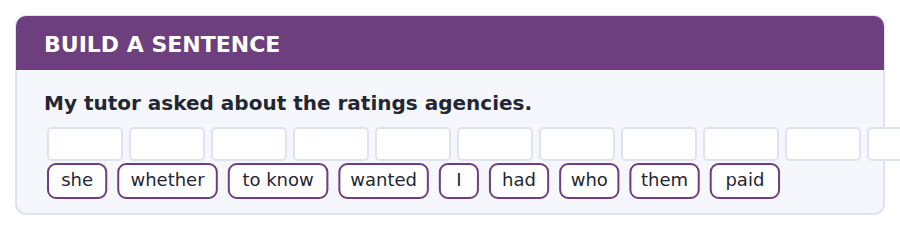 BUILD A SENTENCE
My tutor asked about the ratings agencies.
she whether to know wanted I had who them paid